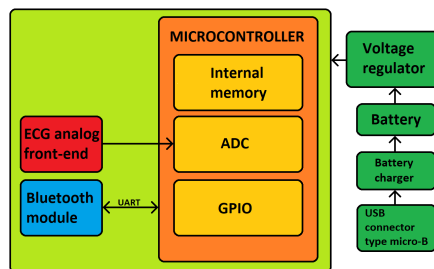 MICROCONTROLLER
Internal
memory
ADC
GPIO
ECG analog
front-end
Bluetooth
module
UART
Voltage
regulator
Battery
Battery
charger
USB
connector
type micro-B